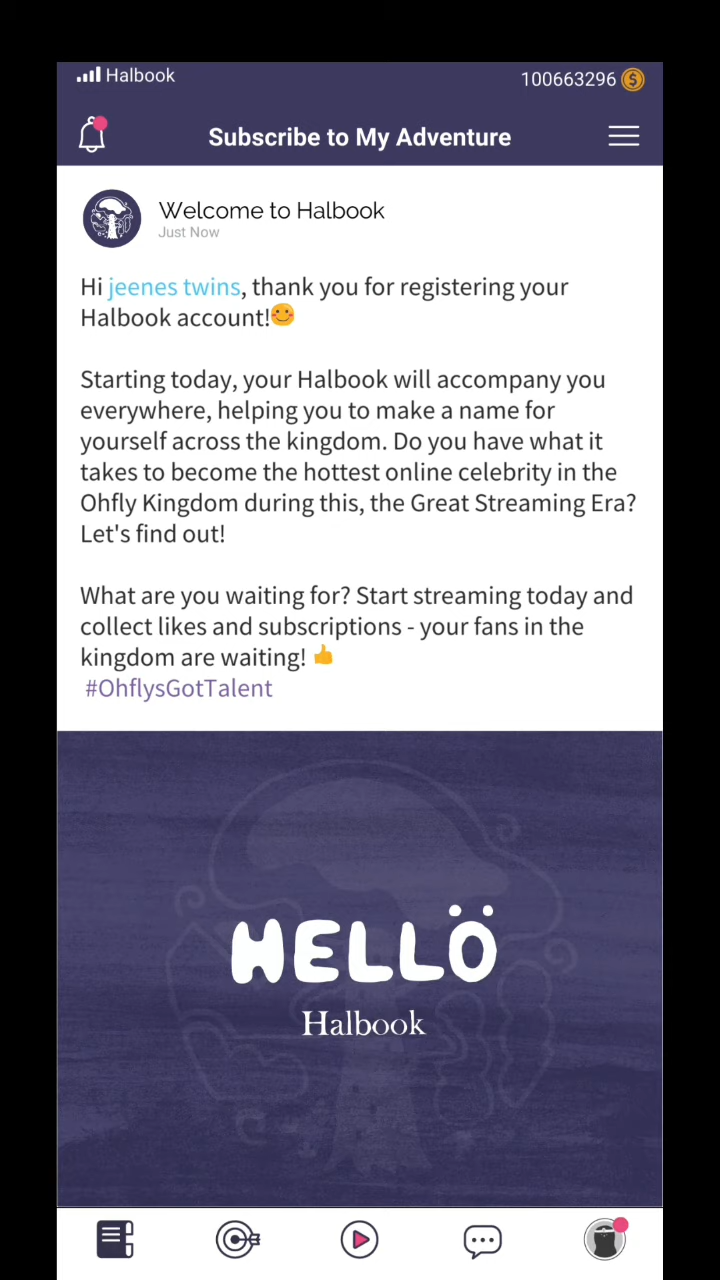 Halbook
100663296
Subscribe to My Adventure
Welcome to Halbook
Just Now
Hi jeenes twins, thank you for registering your
Halbook account!
Starting today, your Halbook will accompany you
everywhere, helping you to make a name for
yourself across the kingdom. Do you have what it
takes to become the hottest online celebrity in the
Ohfly Kingdom during this, the Great Streaming Era?
Let's find out!
What are you waiting for? Start streaming today and
collect likes and subscriptions - your fans in the
kingdom are waiting!
#OhflysGotTalent
HELLÖ
Halbook